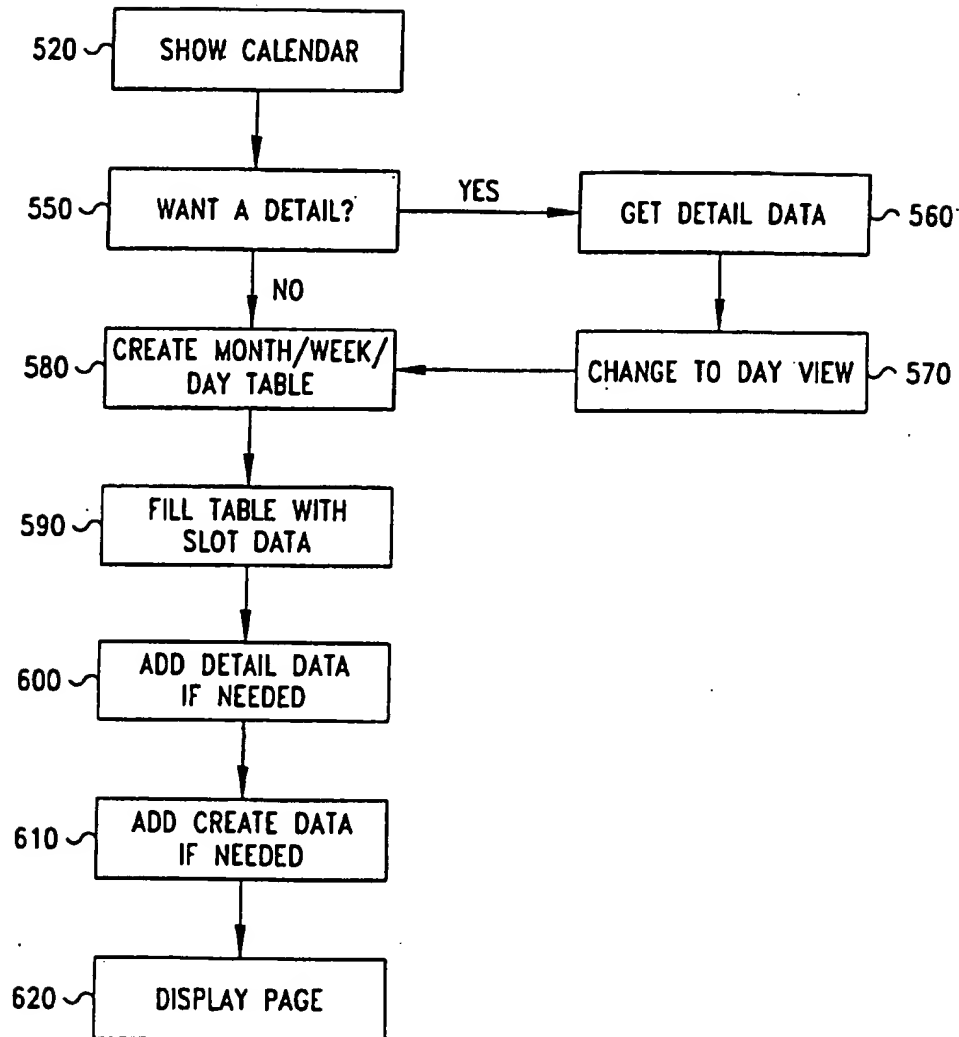 520 SHOW CALENDAR
550 WANT A DETAIL? YES GET DETAIL DATA 560
NO
580 CREATE MONTH/WEEK/
DAY TABLE
CHANGE TO DAY VIEW 570
590 FILL TABLE WITH
SLOT DATA
600 ADD DETAIL DATA
IF NEEDED
610 ADD CREATE DATA
IF NEEDED
620 DISPLAY PAGE